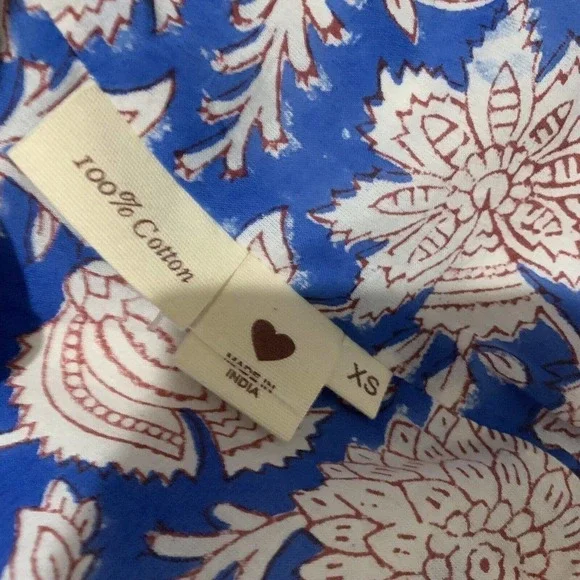 100% Cotton
MADE IN
INDIA
XS